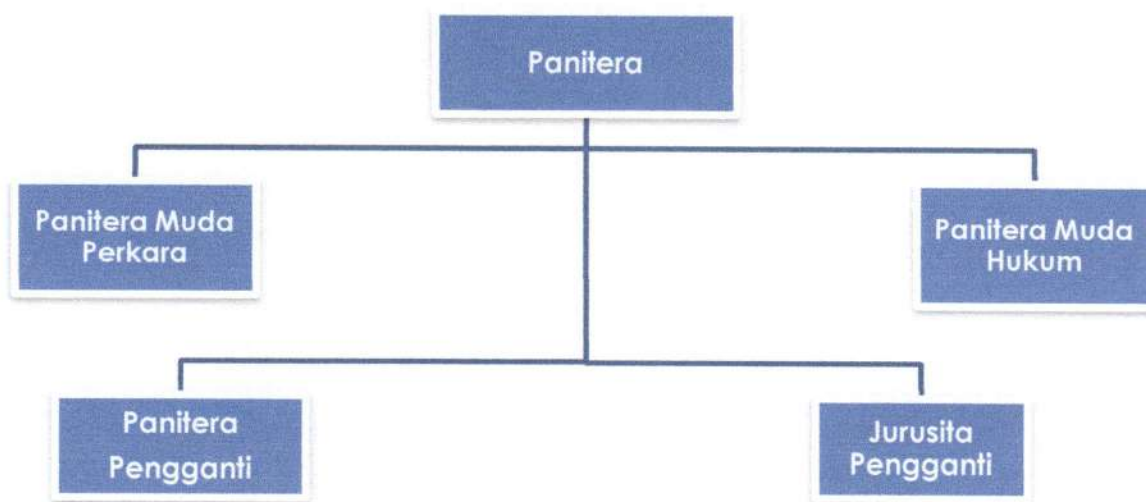 Panitera
Panitera Muda
Perkara
Panitera Muda
Hukum
Panitera
Pengganti
Jurusita
Pengganti